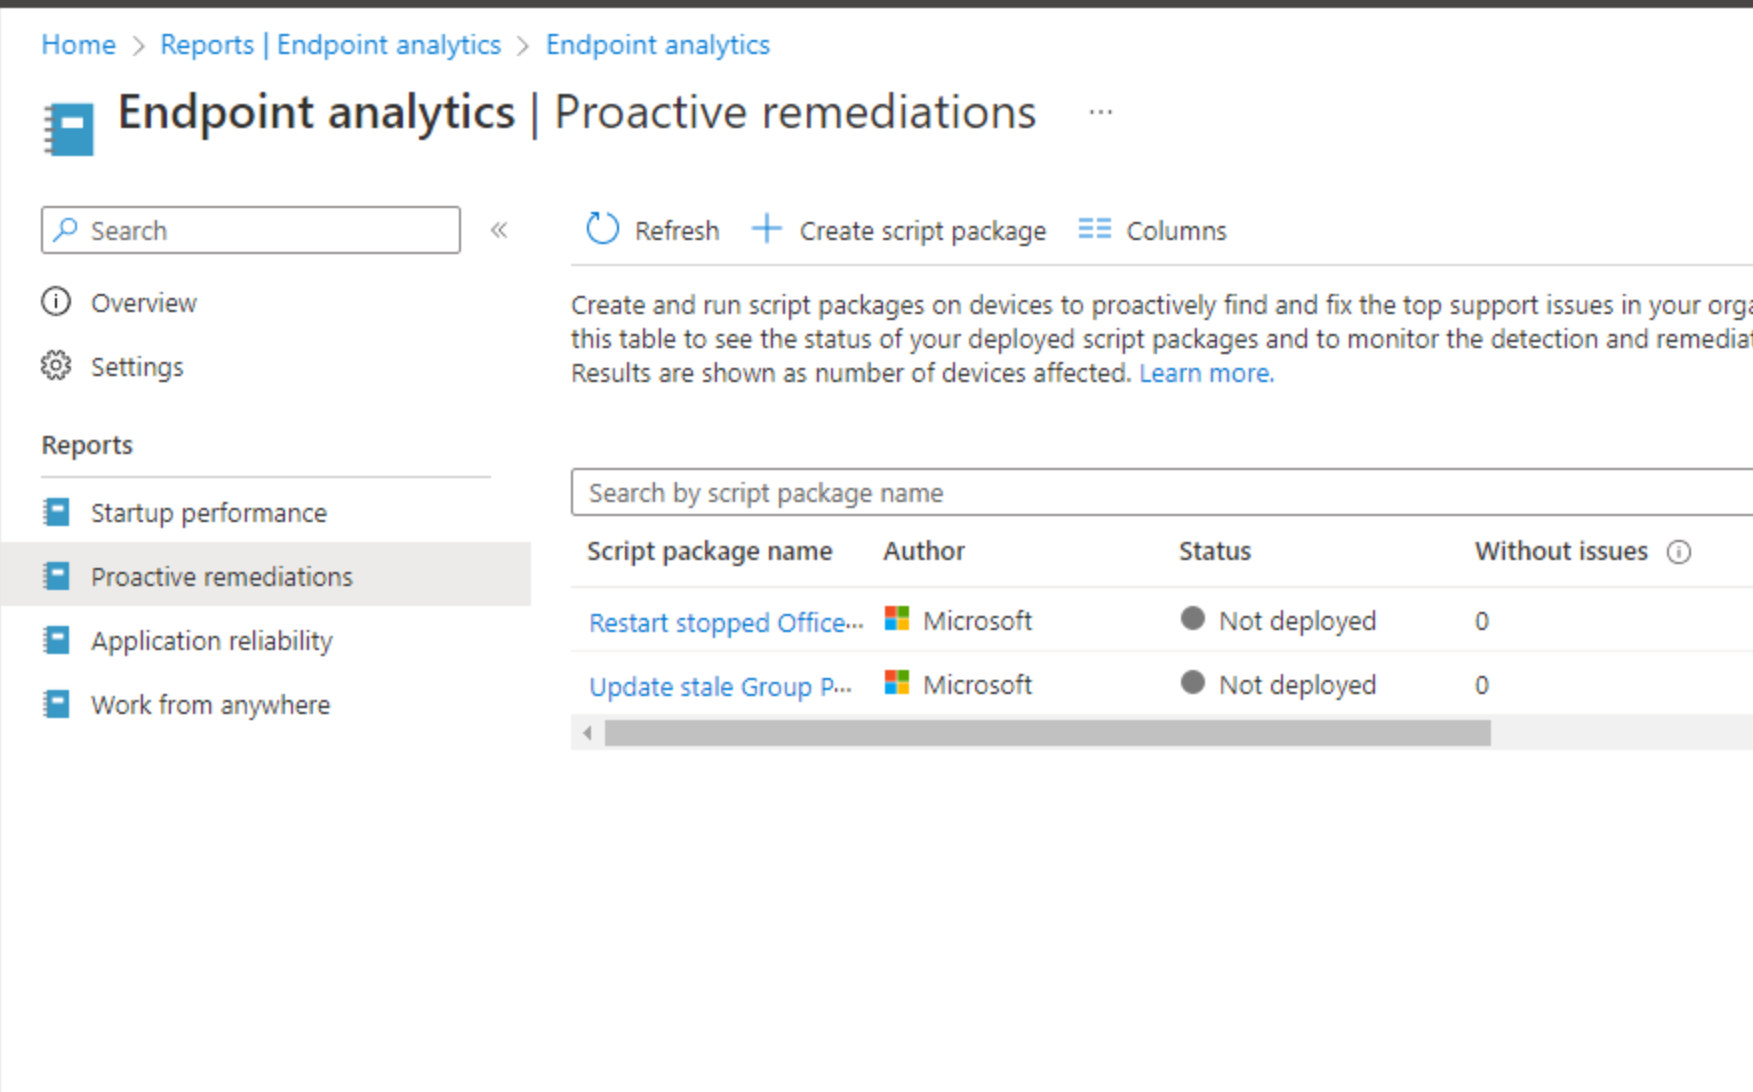 Home > Reports | Endpoint analytics > Endpoint analytics
Endpoint analytics | Proactive remediations ...
Search «
Overview
Settings
Reports
Startup performance
Proactive remediations
Application reliability
Work from anywhere
Refresh + Create script package Columns
Create and run script packages on devices to proactively find and fix the top support issues in your orga
this table to see the status of your deployed script packages and to monitor the detection and remediat
Results are shown as number of devices affected. Learn more.
Search by script package name
Script package name Author Status Without issues
Restart stopped Office... Microsoft Not deployed 0
Update stale Group P... Microsoft Not deployed 0